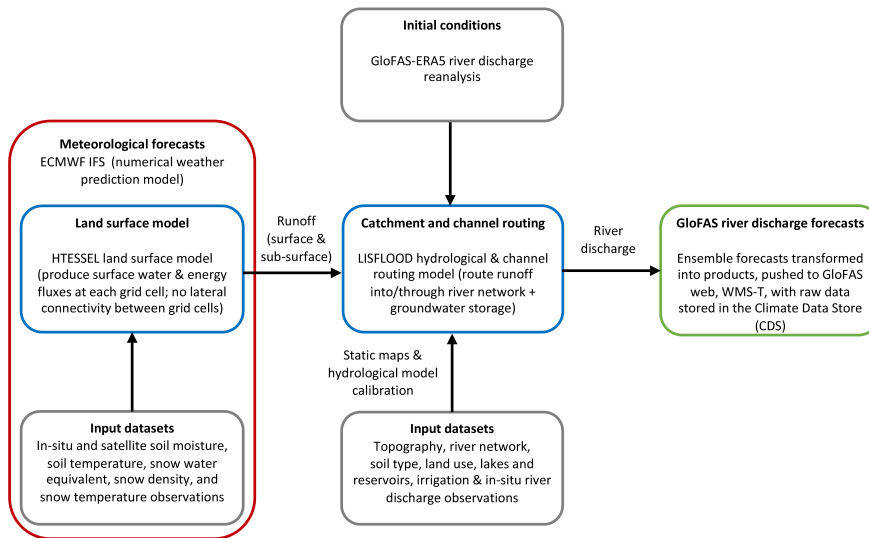 Initial conditions
GloFAS-ERA5 river discharge
reanalysis
Meteorological forecasts
ECMWF IFS (numerical weather
prediction model)
Land surface model
HTESSEL land surface model
(produce surface water & energy
fluxes at each grid cell; no lateral
connectivity between grid cells)
Runoff
(surface &
sub-surface)
Catchment and channel routing
LISFLOOD hydrological & channel
routing model (route runoff
into/through river network +
groundwater storage)
River
discharge
GloFAS river discharge forecasts
Ensemble forecasts transformed
into products, pushed to GloFAS
web, WMS-T, with raw data
stored in the Climate Data Store
(CDS)
Static maps &
hydrological model
calibration
Input datasets
In-situ and satellite soil moisture,
soil temperature, snow water
equivalent, snow density, and
snow temperature observations
Input datasets
Topography, river network,
soil type, land use, lakes and
reservoirs, irrigation & in-situ river
discharge observations